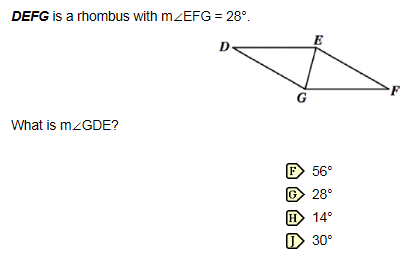 DEFG is a rhombus with m∠EFG = 28°.
D E
G F
What is m∠GDE?
F 56°
G 28°
H 14°
J 30°